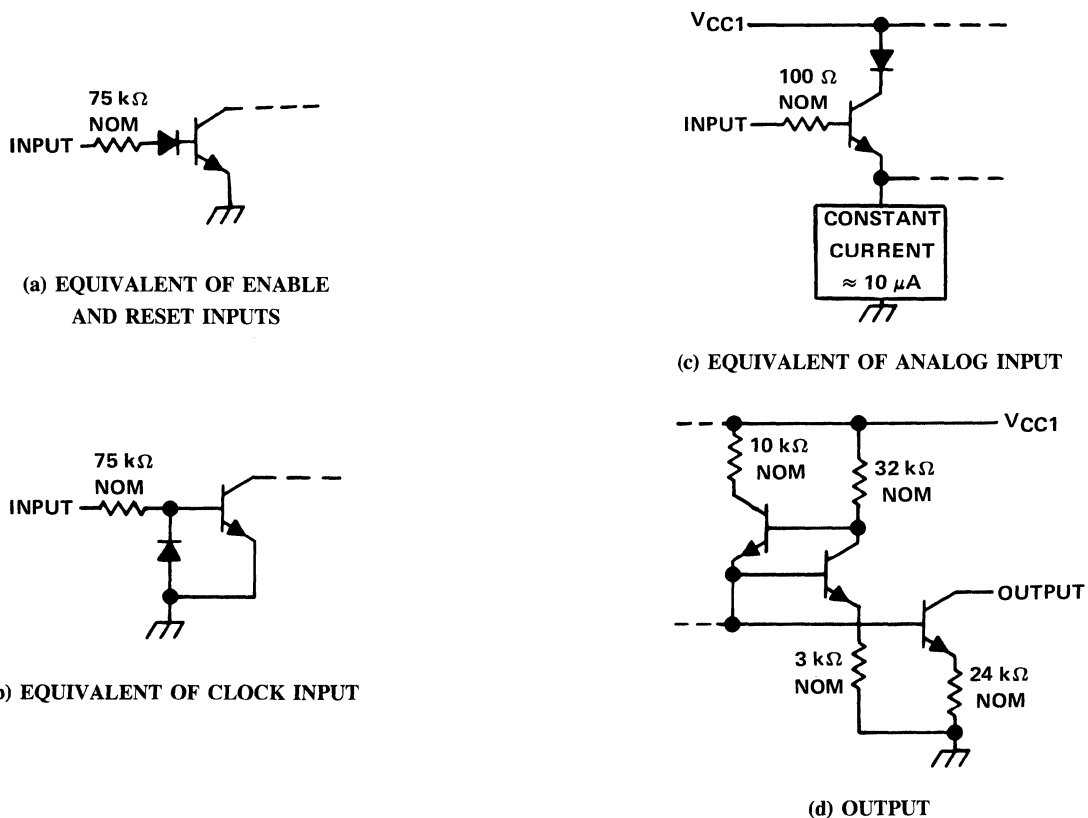 75 kΩ
NOM
INPUT
(a) EQUIVALENT OF ENABLE
AND RESET INPUTS
75 kΩ
NOM
INPUT
) EQUIVALENT OF CLOCK INPUT
VCC1
100 Ω
NOM
INPUT
CONSTANT
CURRENT
≈ 10 μA
(c) EQUIVALENT OF ANALOG INPUT
VCC1
10 kΩ
NOM
32 kΩ
NOM
OUTPUT
3 kΩ
NOM
24 kΩ
NOM
(d) OUTPUT